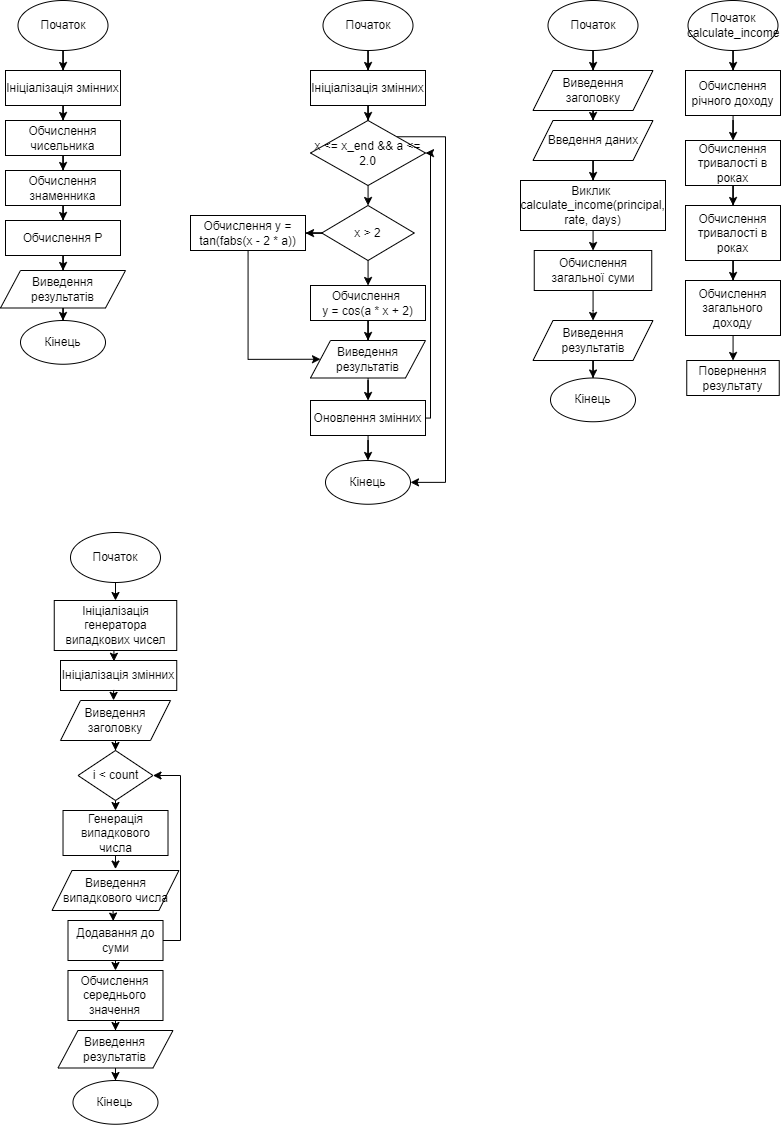 Початок
Ініціалізація змінних
Обчислення
чисельника
Обчислення
знаменника
Обчислення P
Виведення
результатів
Кінець
Початок
Ініціалізація змінних
x <= x_end && a <=
2.0
x > 2
Обчислення y =
tan(fabs(x - 2 * a))
Обчислення
y = cos(a * x + 2)
Виведення
результатів
Оновлення змінних
Кінець
Початок
Виведення
заголовку
Введення даних
Виклик
calculate_income(principal,
rate, days)
Обчислення
загальної суми
Виведення
результатів
Кінець
Початок
calculate_income
Обчислення
річного доходу
Обчислення
тривалості в
роках
Обчислення
тривалості в
роках
Обчислення
загального
доходу
Повернення
результату
Початок
Ініціалізація
генератора
випадкових чисел
Ініціалізація змінних
Виведення
заголовку
i < count
Генерація
випадкового
числа
Виведення
випадкового числа
Додавання до
суми
Обчислення
середнього
значення
Виведення
результатів
Кінець